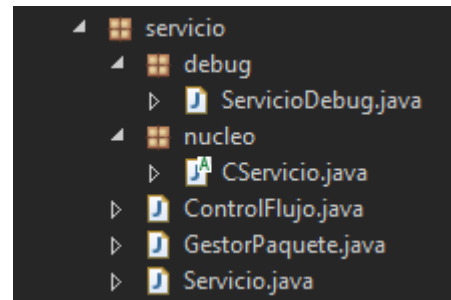 servicio
debug
ServicioDebug.java
nucleo
CServicio.java
ControlFlujo.java
GestorPaquete.java
Servicio.java